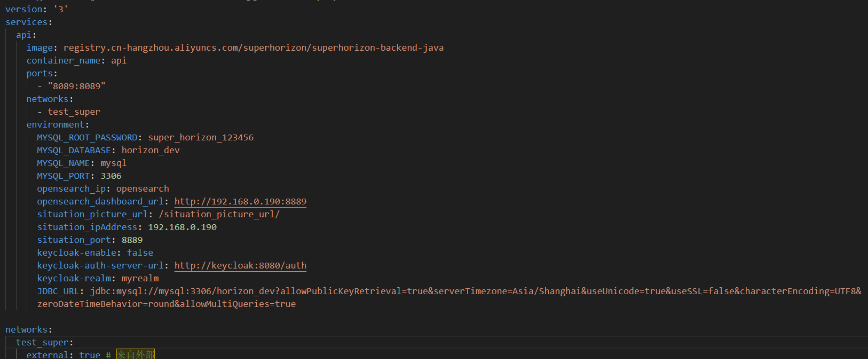 version: '3'
services:
  api:
    image: registry.cn-hangzhou.aliyuncs.com/superhorizon/superhorizon-backend-java
    container_name: api
    ports:
      - "8089:8089"
    networks:
      - test_super
    environment:
      MYSQL_ROOT_PASSWORD: super_horizon_123456
      MYSQL_DATABASE: horizon_dev
      MYSQL_NAME: mysql
      MYSQL_PORT: 3306
      opensearch_ip: opensearch
      opensearch_dashboard_url: http://192.168.0.190:8889
      situation_picture_url: /situation_picture_url/
      situation_ipAddress: 192.168.0.190
      situation_port: 8889
      keycloak-enable: false
      keycloak-auth-server-url: http://keycloak:8080/auth
      keycloak-realm: myrealm
      JDBC_URL: jdbc:mysql://mysql:3306/horizon_dev?allowPublicKeyRetrieval=true&serverTimezone=Asia/Shanghai&useUnicode=true&useSSL=false&characterEncoding=UTF8&
      zeroDateTimeBehavior=round&allowMultiQueries=true
networks:
  test_super:
    external: true # 来自外部